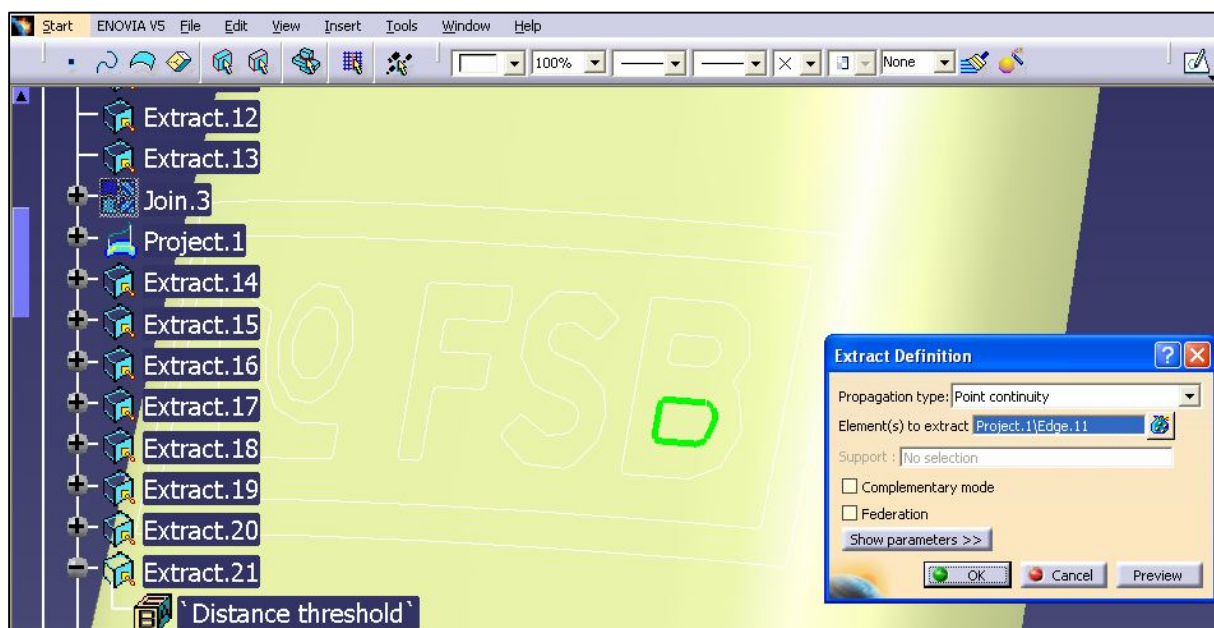 Start ENOVIA V5 File Edit View Insert Tools Window Help
100% None
Extract.12
Extract.13
Join.3
Project.1
Extract.14
Extract.15
Extract.16
Extract.17
Extract.18
Extract.19
Extract.20
Extract.21
`Distance threshold`
FSB
Extract Definition
Propagation type: Point continuity
Element(s) to extract Project.1\Edge.11
Support : No selection
Complementary mode
Federation
Show parameters >>
OK Cancel Preview